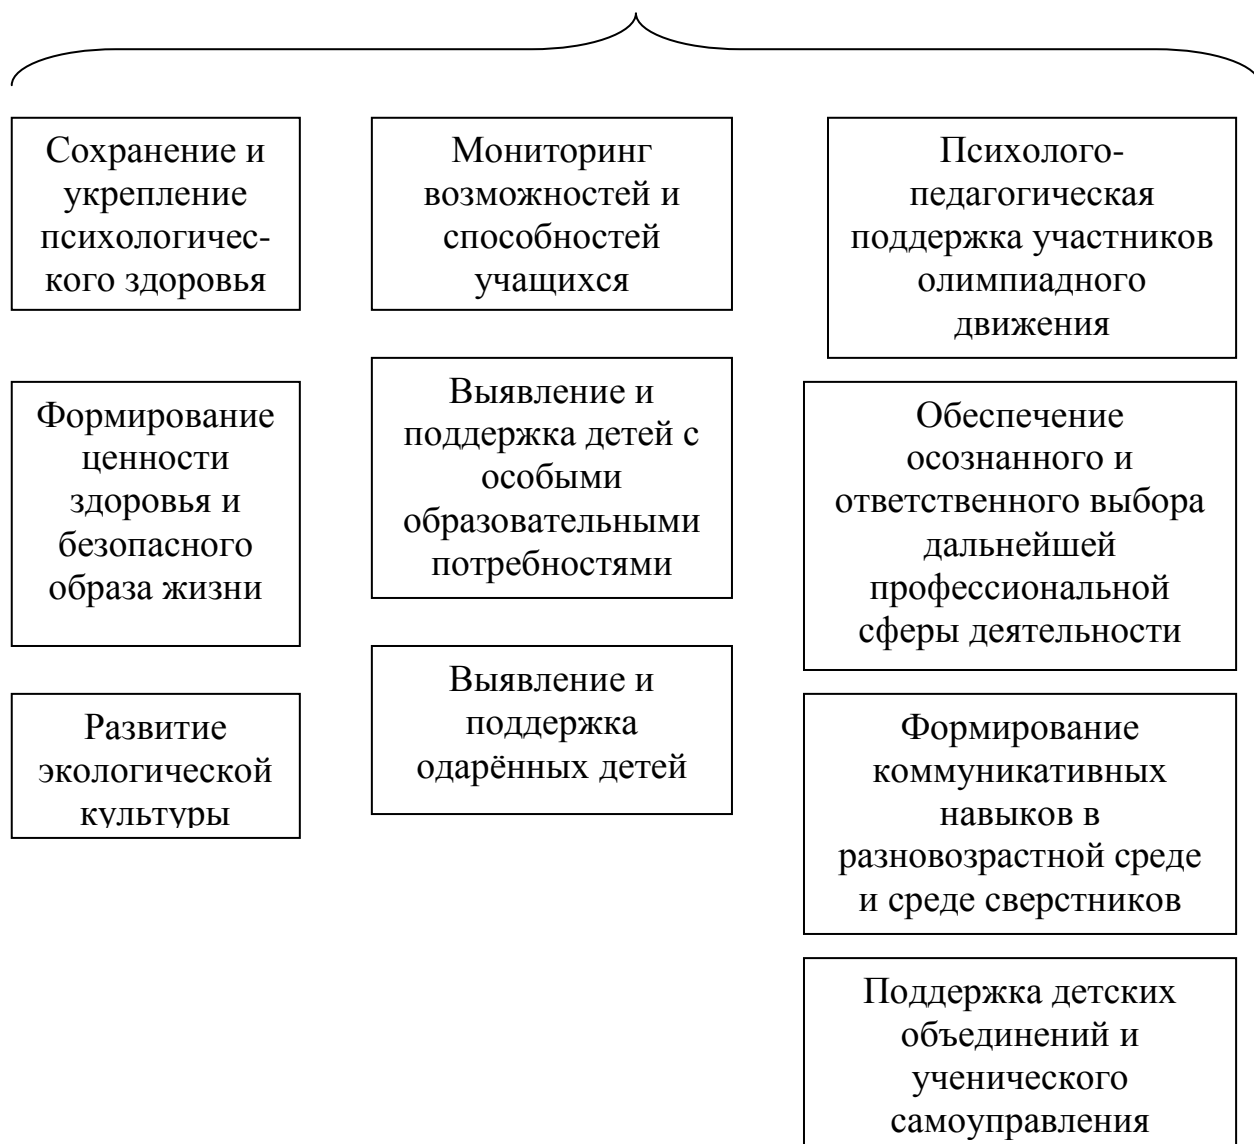 Сохранение и
укрепление
психологичес-
кого здоровья
Формирование
ценности
здоровья и
безопасного
образа жизни
Развитие
экологической
культуры
Мониторинг
возможностей и
способностей
учащихся
Выявление и
поддержка детей с
особыми
образовательными
потребностями
Выявление и
поддержка
одарённых детей
Психолого-
педагогическая
поддержка участников
олимпиадного
движения
Обеспечение
осознанного и
ответственного выбора
дальнейшей
профессиональной
сферы деятельности
Формирование
коммуникативных
навыков в
разновозрастной среде
и среде сверстников
Поддержка детских
объединений и
ученического
самоуправления